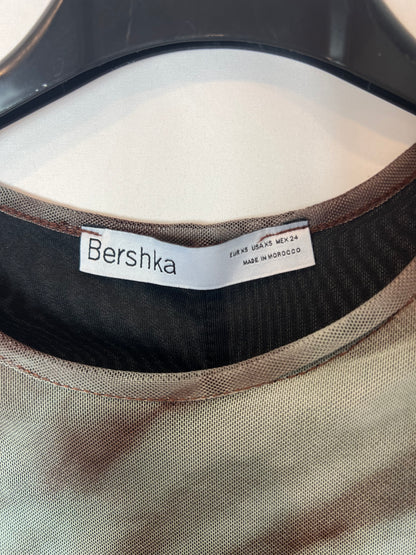 Bershka
EUR XS USA XS MEX 24
MADE IN MOROCCO